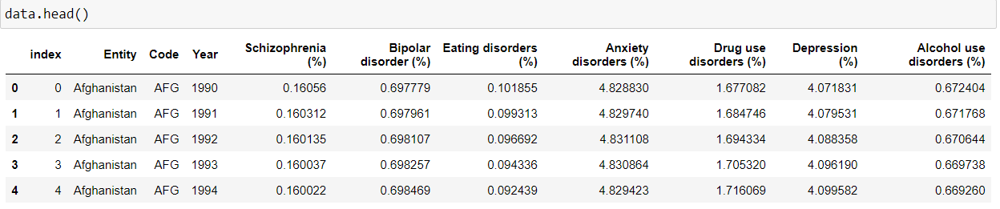 data.head()
index Entity Code Year Schizophrenia (%) Bipolar disorder (%) Eating disorders (%) Anxiety disorders (%) Drug use disorders (%) Depression (%) Alcohol use disorders (%)
0 0 Afghanistan AFG 1990 0.16056 0.697779 0.101855 4.828830 1.677082 4.071831 0.672404
1 1 Afghanistan AFG 1991 0.160312 0.697961 0.099313 4.829740 1.684746 4.079531 0.671768
2 2 Afghanistan AFG 1992 0.160135 0.698107 0.096692 4.831108 1.694334 4.088358 0.670644
3 3 Afghanistan AFG 1993 0.160037 0.698257 0.094336 4.830864 1.705320 4.096190 0.669738
4 4 Afghanistan AFG 1994 0.160022 0.698469 0.092439 4.829423 1.716069 4.099582 0.669260